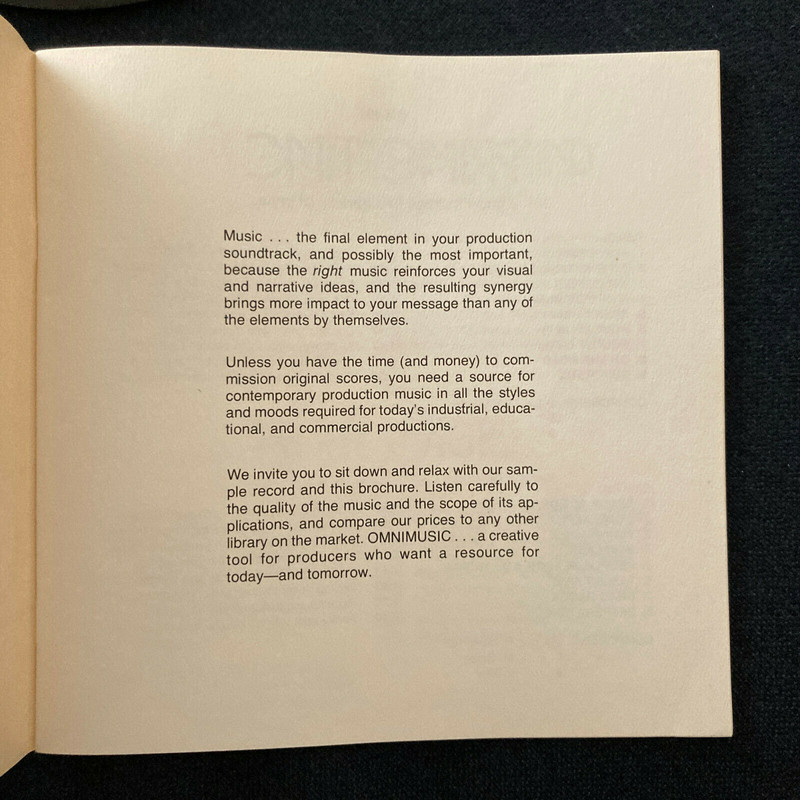 Music . . . the final element in your production
soundtrack, and possibly the most important,
because the right music reinforces your visual
and narrative ideas, and the resulting synergy
brings more impact to your message than any of
the elements by themselves.
Unless you have the time (and money) to com-
mission original scores, you need a source for
contemporary production music in all the styles
and moods required for today's industrial, educa-
tional, and commercial productions.
We invite you to sit down and relax with our sam-
ple record and this brochure. Listen carefully to
the quality of the music and the scope of its ap-
plications, and compare our prices to any other
library on the market. OMNIMUSIC . . . a creative
tool for producers who want a resource for
today—and tomorrow.